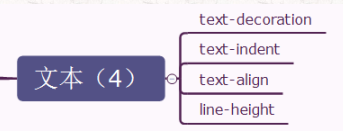 文本（4）
text-decoration
text-indent
text-align
line-height